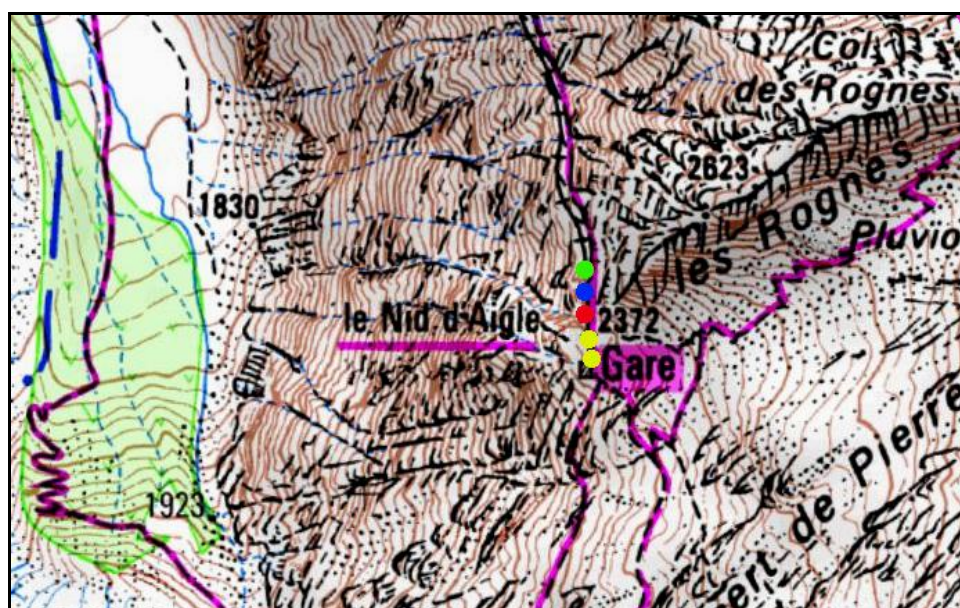 Col
des Rognes
2623
1830
les Rognes
Pluvio
le Nid d'Aigle
2372
Gare
de Pierre
1923